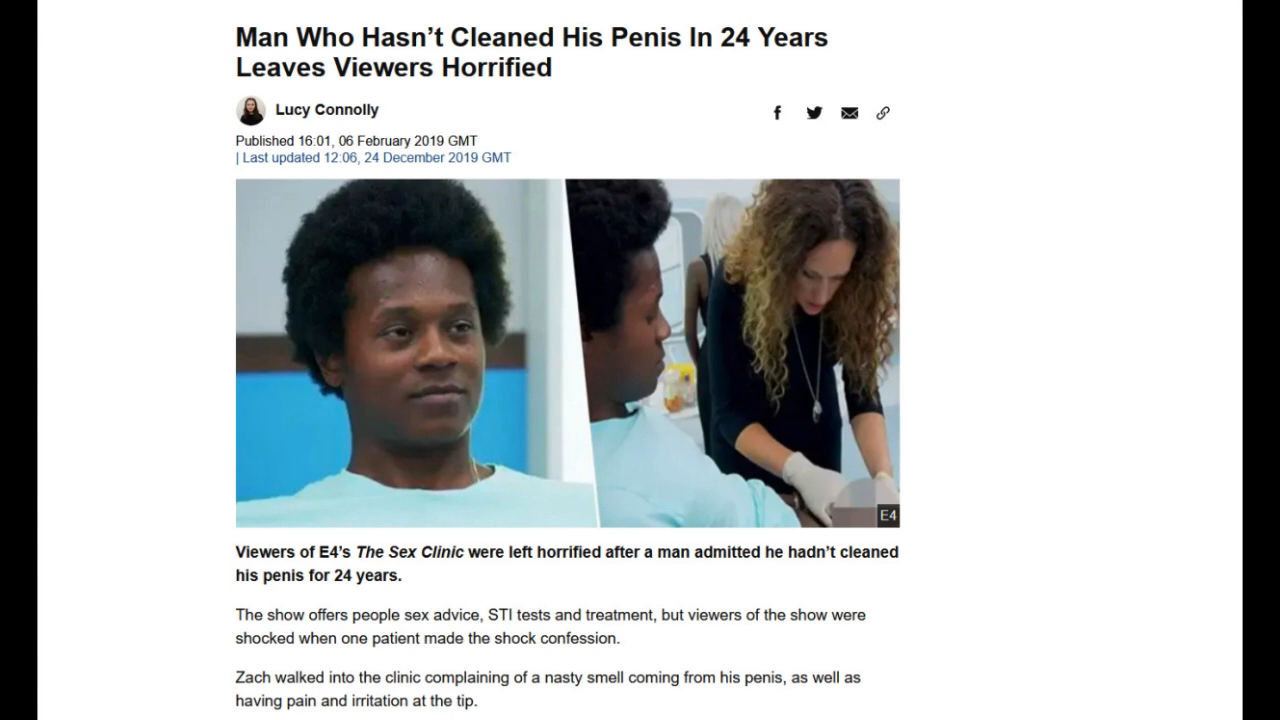 Man Who Hasn’t Cleaned His Penis In 24 Years
Leaves Viewers Horrified
Lucy Connolly
Published 16:01, 06 February 2019 GMT
| Last updated 12:06, 24 December 2019 GMT
E4
Viewers of E4’s The Sex Clinic were left horrified after a man admitted he hadn’t cleaned
his penis for 24 years.
The show offers people sex advice, STI tests and treatment, but viewers of the show were
shocked when one patient made the shock confession.
Zach walked into the clinic complaining of a nasty smell coming from his penis, as well as
having pain and irritation at the tip.